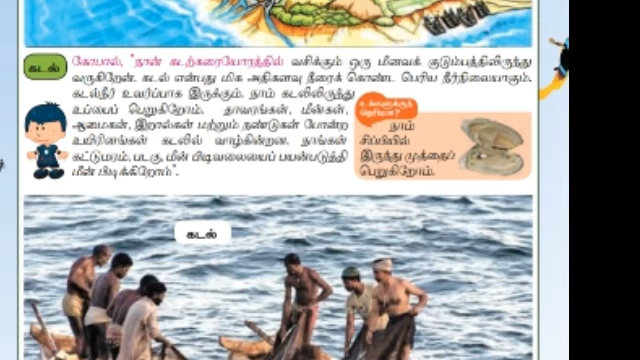 கடல்
கோபால், "நான் கடற்கரையோரத்தில் வசிக்கும் ஒரு மீனவக் குடும்பத்திலிருந்து
வருகிறேன். கடல் என்பது மிக அதிகளவு நீரைக் கொண்ட பெரிய நீர்நிலையாகும்.
கடல்நீர் உவர்ப்பாக இருக்கும். நாம் கடலிலிருந்து
உப்பைப் பெறுகிறோம். தாவரங்கள், மீன்கள்,
ஆமைகள், இறால்கள் மற்றும் நண்டுகள் போன்ற
உயிரினங்கள் கடலில் வாழ்கின்றன. நாங்கள்
கட்டுமரம், படகு, மீன் பிடிவலையைப் பயன்படுத்தி
மீன் பிடிக்கிறோம்".
உங்களுக்குத்
தெரியுமா?
நாம்
சிப்பியில்
இருந்து முத்தைப்
பெறுகிறோம்.
கடல்